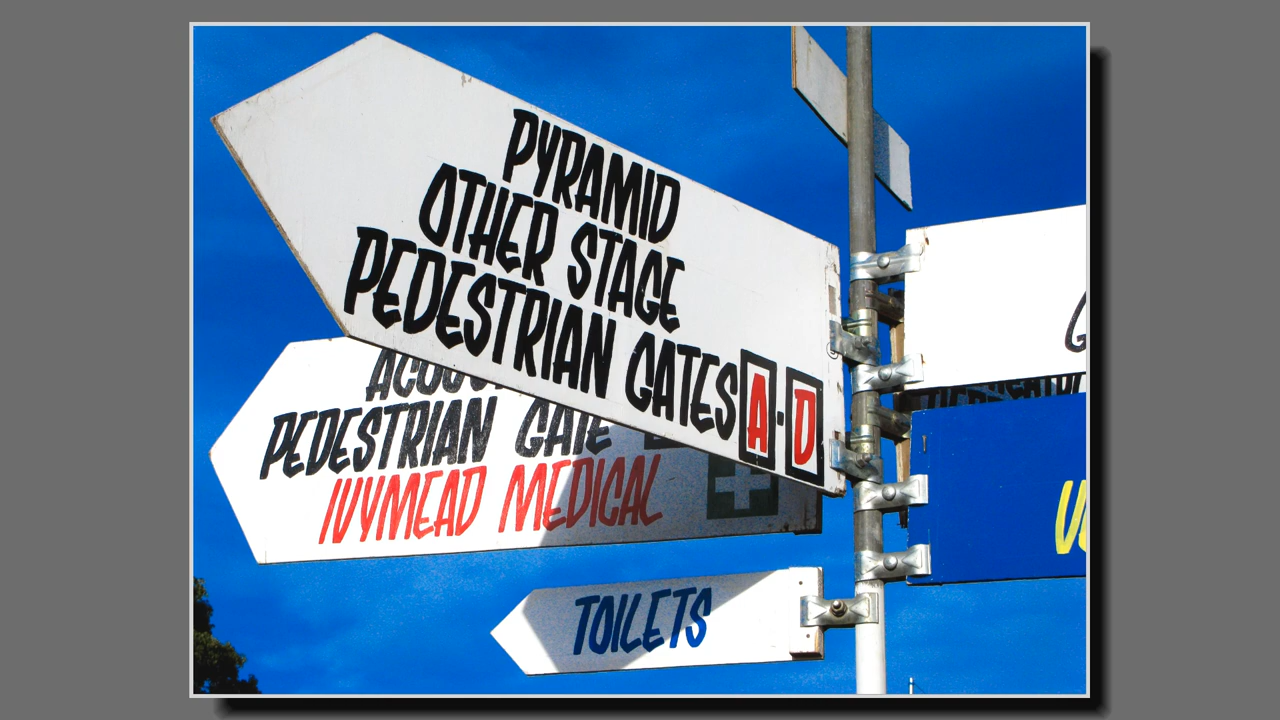 PYRAMID
OTHER STAGE
PEDESTRIAN GATES A-D
PEDESTRIAN GATE
IVYMEAD MEDICAL
TOILETS